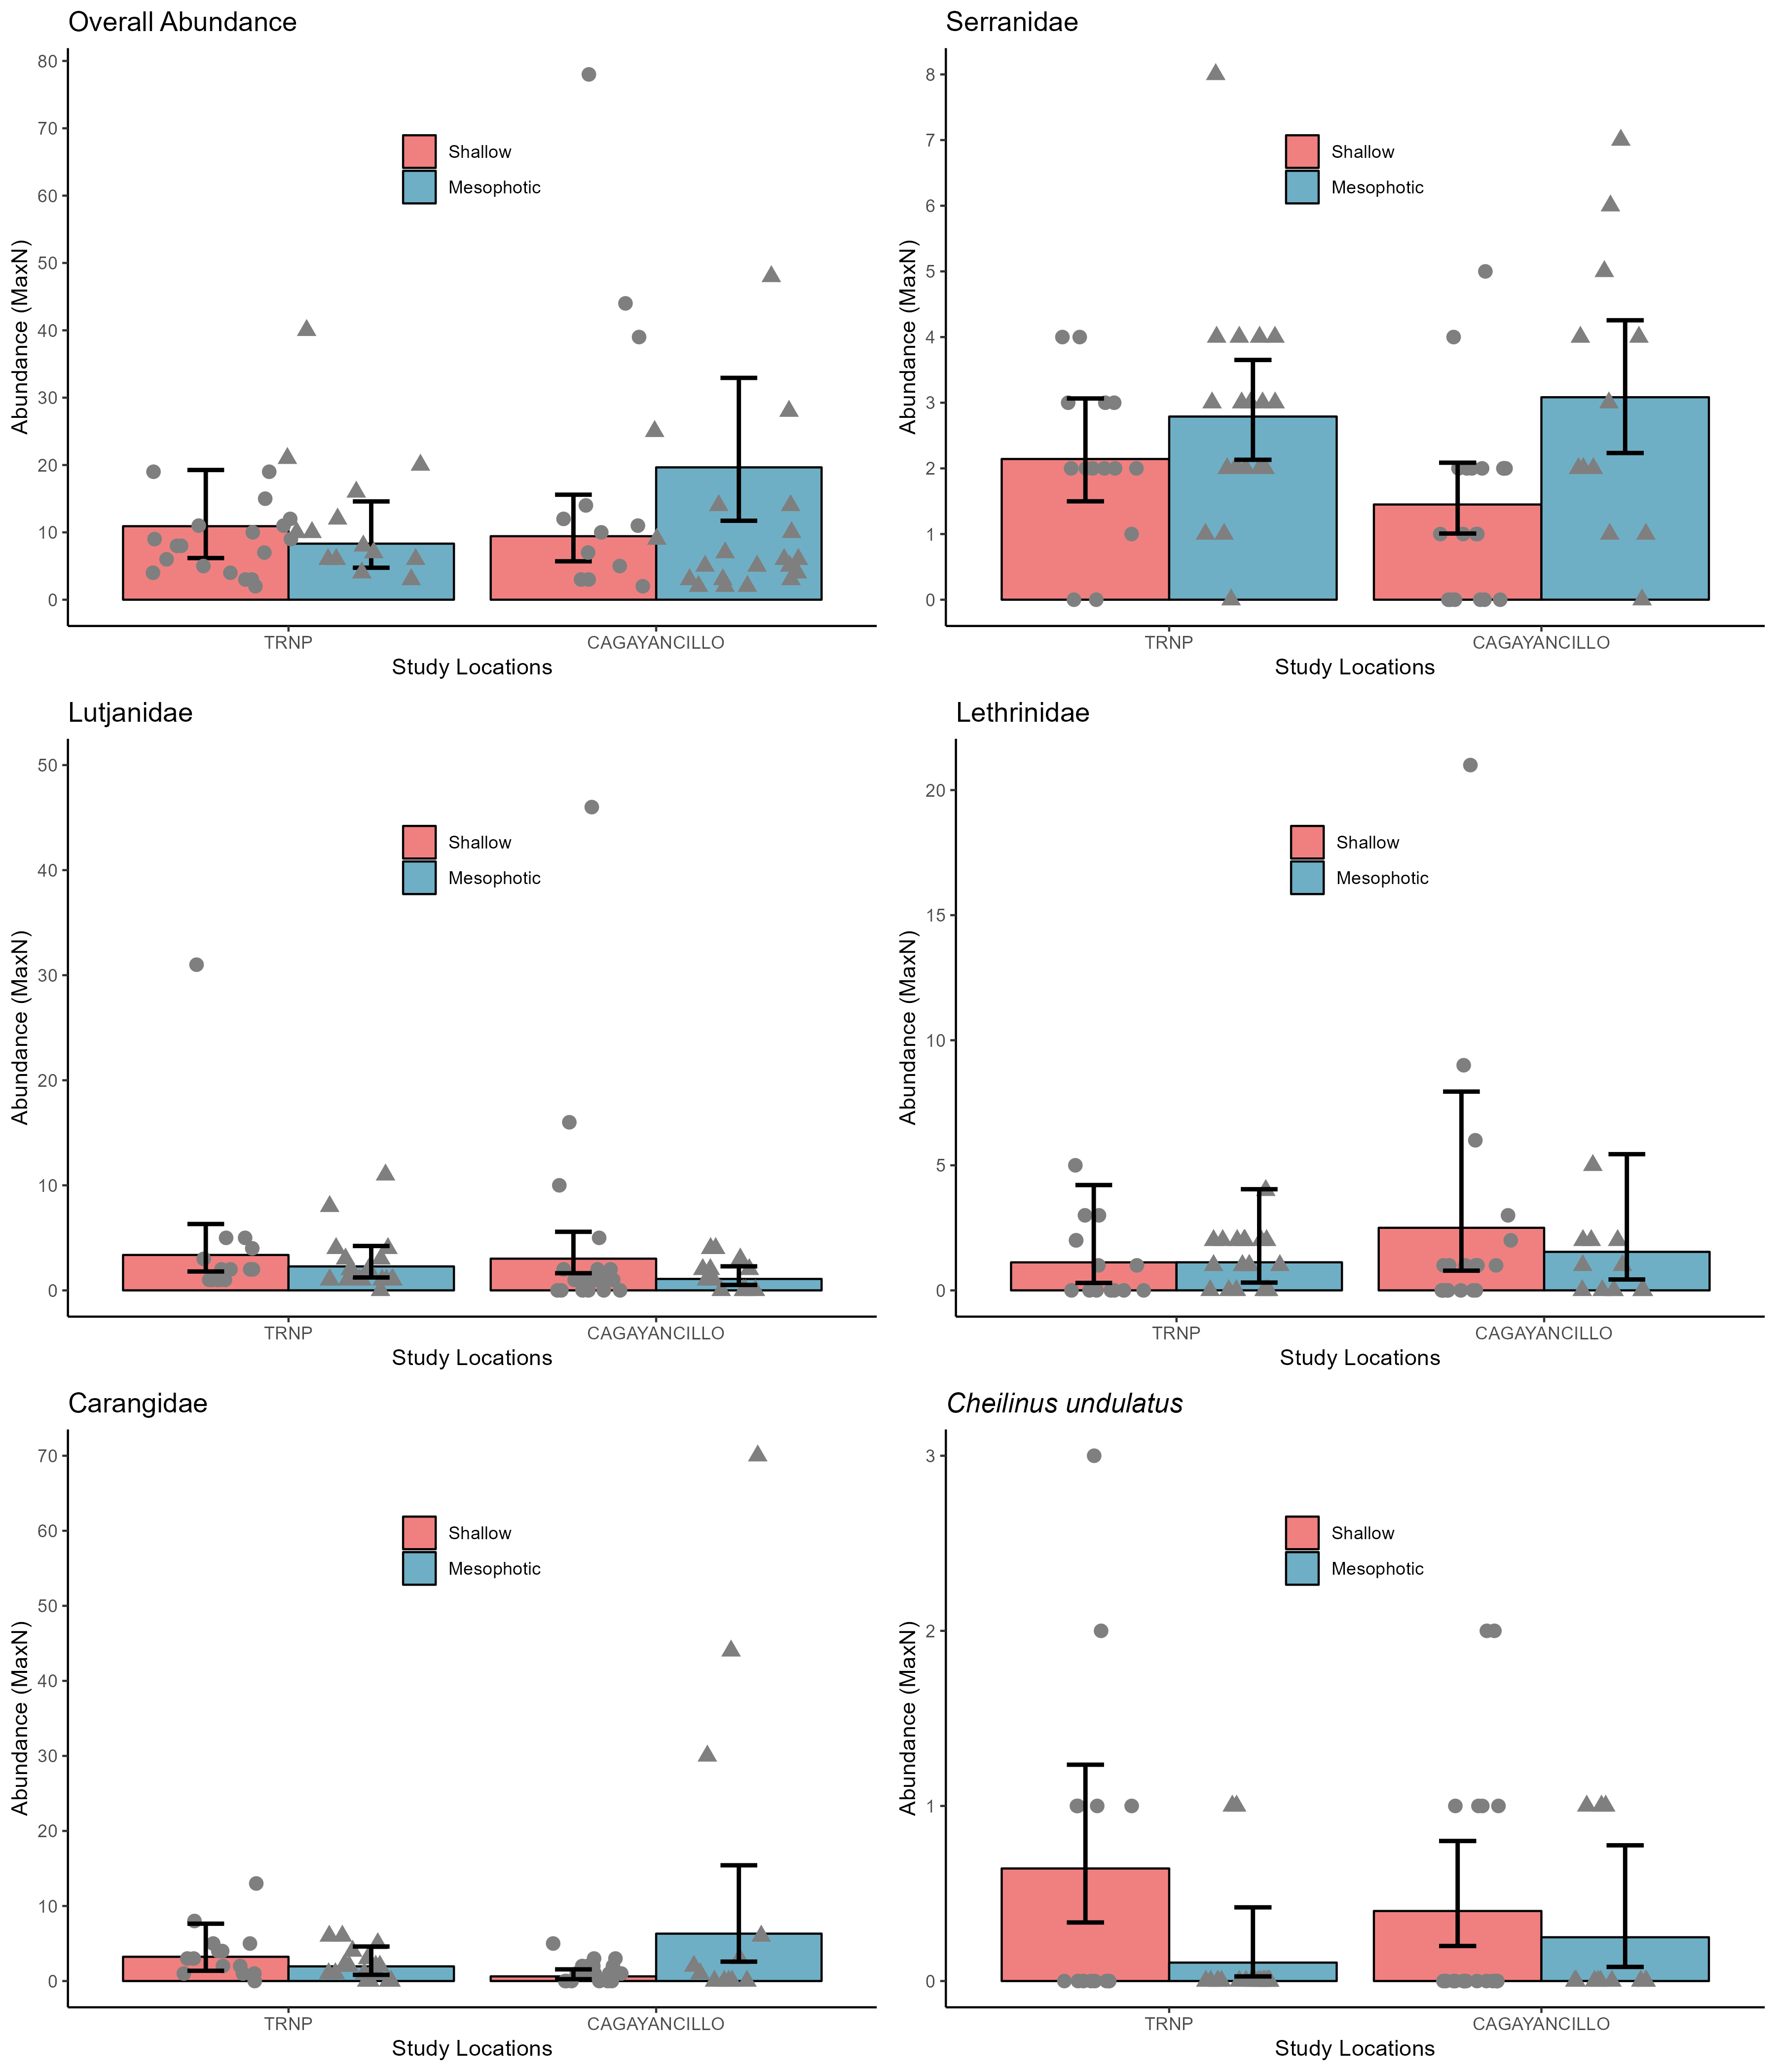 Overall Abundance
Abundance (MaxN)
80
70
60
50
40
30
20
10
0
Shallow
Mesophotic
TRNP
CAGAYANCILLO
Study Locations
Serranidae
Abundance (MaxN)
8
7
6
5
4
3
2
1
0
Shallow
Mesophotic
TRNP
CAGAYANCILLO
Study Locations
Lutjanidae
Abundance (MaxN)
50
40
30
20
10
0
Shallow
Mesophotic
TRNP
CAGAYANCILLO
Study Locations
Lethrinidae
Abundance (MaxN)
20
15
10
5
0
Shallow
Mesophotic
TRNP
CAGAYANCILLO
Study Locations
Carangidae
Abundance (MaxN)
70
60
50
40
30
20
10
0
Shallow
Mesophotic
TRNP
CAGAYANCILLO
Study Locations
Cheilinus undulatus
Abundance (MaxN)
3
2
1
0
Shallow
Mesophotic
TRNP
CAGAYANCILLO
Study Locations